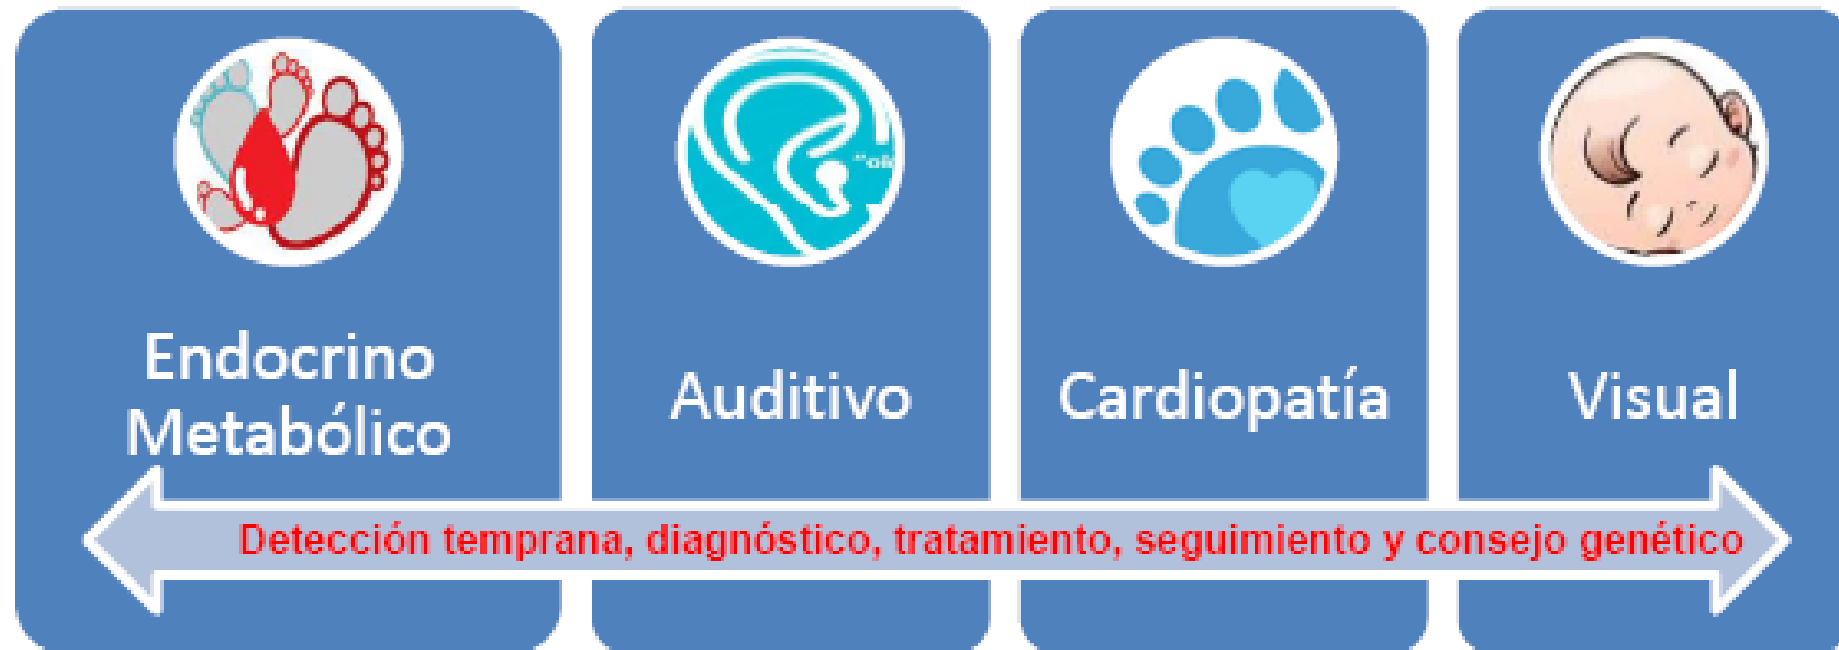 Endocrino
Metabólico
Auditivo
Cardiopatía
Visual
Detección temprana, diagnóstico, tratamiento, seguimiento y consejo genético